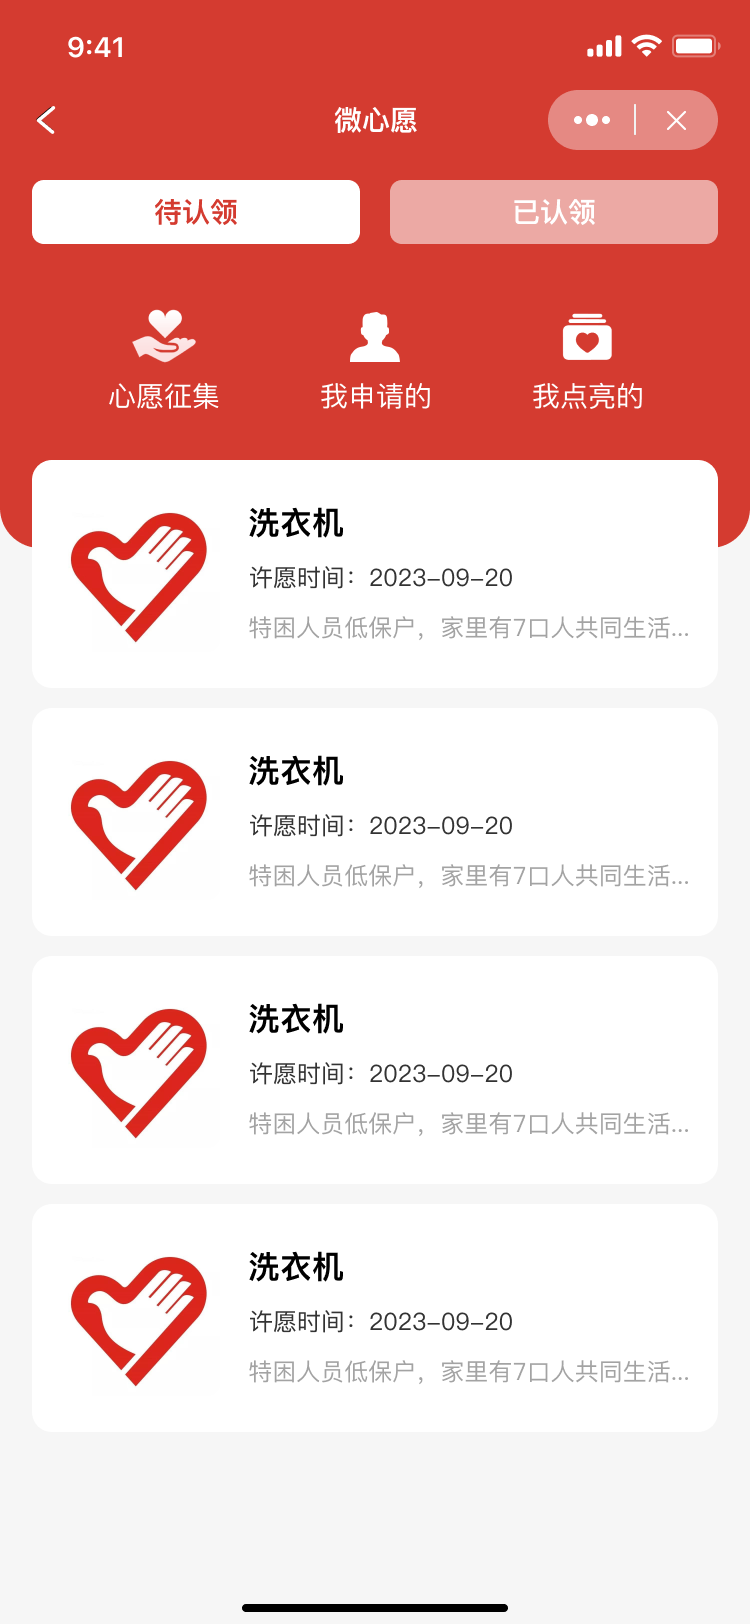 9:41
微心愿
待认领
已认领
心愿征集
我申请的
我点亮的
洗衣机
许愿时间：2023-09-20
特困人员低保户，家里有7口人共同生活...
洗衣机
许愿时间：2023-09-20
特困人员低保户，家里有7口人共同生活...
洗衣机
许愿时间：2023-09-20
特困人员低保户，家里有7口人共同生活...
洗衣机
许愿时间：2023-09-20
特困人员低保户，家里有7口人共同生活...